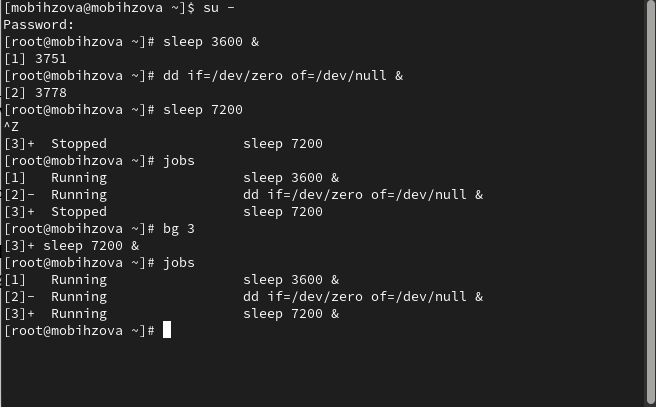 [mobihzova@mobihzova ~]$ su -
Password:
[root@mobihzova ~]# sleep 3600 &
[1] 3751
[root@mobihzova ~]# dd if=/dev/zero of=/dev/null &
[2] 3778
[root@mobihzova ~]# sleep 7200
^Z
[3]+  Stopped                 sleep 7200
[root@mobihzova ~]# jobs
[1]   Running                 sleep 3600 &
[2]-  Running                 dd if=/dev/zero of=/dev/null &
[3]+  Stopped                 sleep 7200
[root@mobihzova ~]# bg 3
[3]+ sleep 7200 &
[root@mobihzova ~]# jobs
[1]   Running                 sleep 3600 &
[2]-  Running                 dd if=/dev/zero of=/dev/null &
[3]+  Running                 sleep 7200 &
[root@mobihzova ~]#